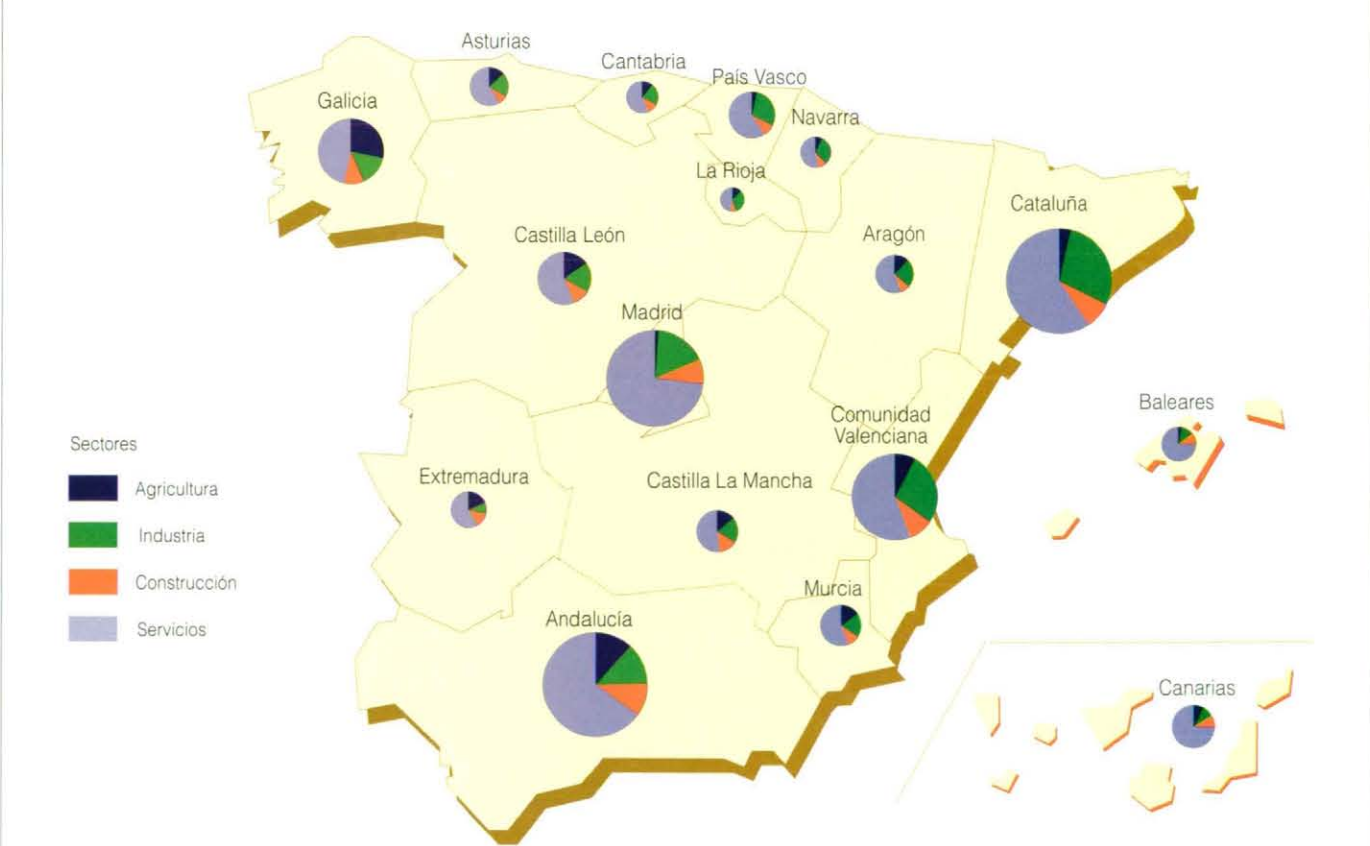 Asturias
Cantabria
País Vasco
Galicia
Navarra
La Rioja
Cataluña
Castilla León
Aragón
Madrid
Baleares
Comunidad
Valenciana
Sectores
Extremadura
Castilla La Mancha
Agricultura
Industria
Construcción
Murcia
Andalucía
Servicios
Canarias